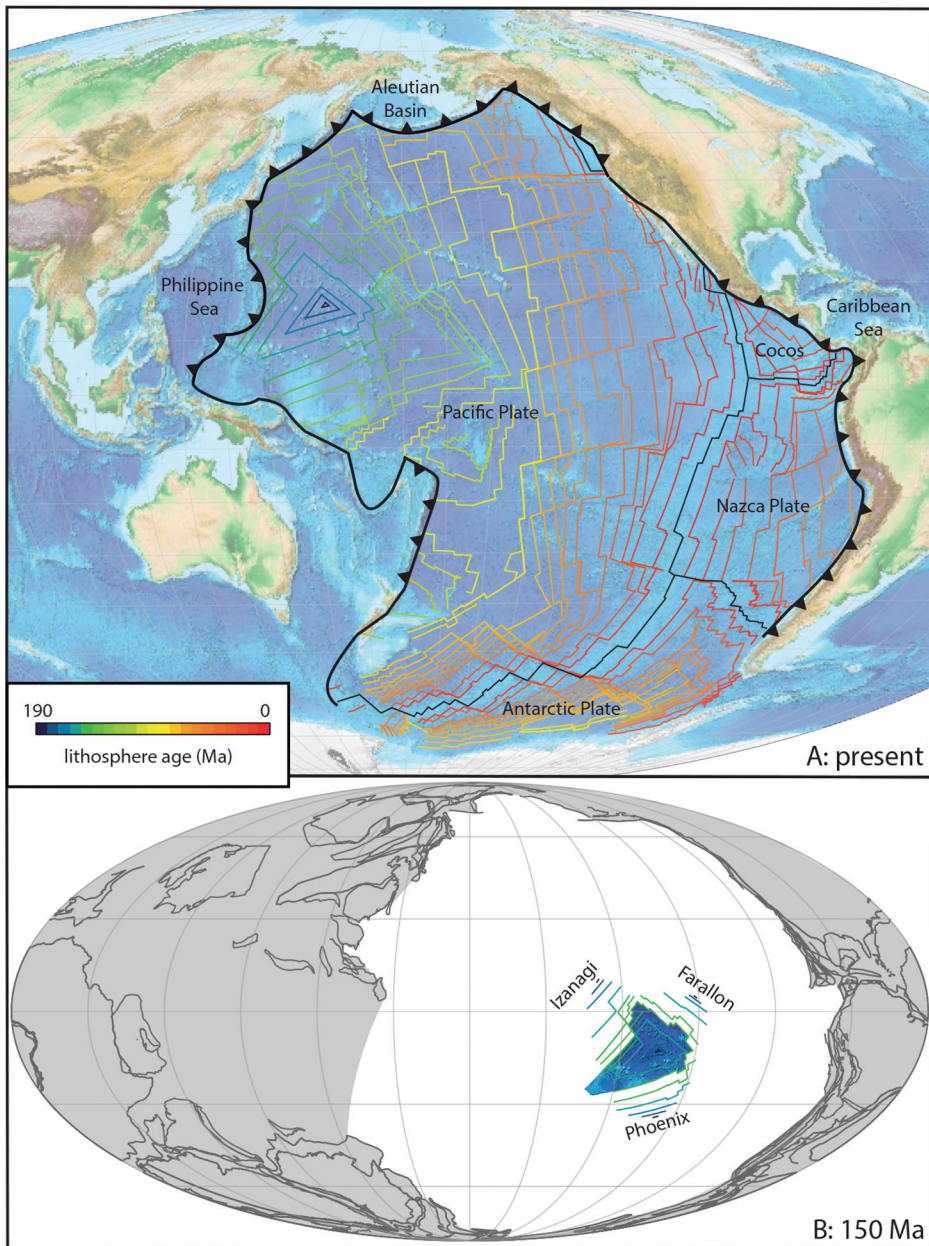 Aleutian
Basin
Philippine
Sea
Caribbean
Sea
Cocos
Pacific Plate
Nazca Plate
Antarctic Plate
190
0
lithosphere age (Ma)
A: present
Izanagi
Farallon
Phoenix
B: 150 Ma